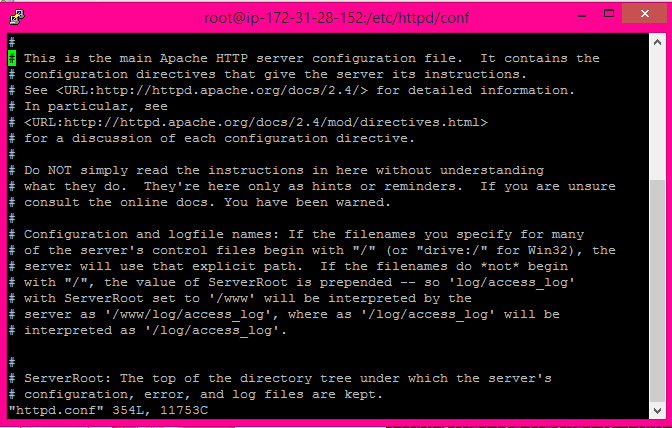 root@ip-172-31-28-152:/etc/httpd/conf
#
# This is the main Apache HTTP server configuration file.  It contains the
# configuration directives that give the server its instructions.
# See <URL:http://httpd.apache.org/docs/2.4/> for detailed information.
# In particular, see
# <URL:http://httpd.apache.org/docs/2.4/mod/directives.html>
# for a discussion of each configuration directive.
#
# Do NOT simply read the instructions in here without understanding
# what they do.  They're here only as hints or reminders.  If you are unsure
# consult the online docs. You have been warned.
#
# Configuration and logfile names: If the filenames you specify for many
# of the server's control files begin with "/" (or "drive:/" for Win32), the
# server will use that explicit path.  If the filenames do *not* begin
# with "/", the value of ServerRoot is prepended -- so 'log/access_log'
# with ServerRoot set to '/www' will be interpreted by the
# server as '/www/log/access_log', where as '/log/access_log' will be
# interpreted as '/log/access_log'.

#
# ServerRoot: The top of the directory tree under which the server's
# configuration, error, and log files are kept.
"httpd.conf" 354L, 11753C